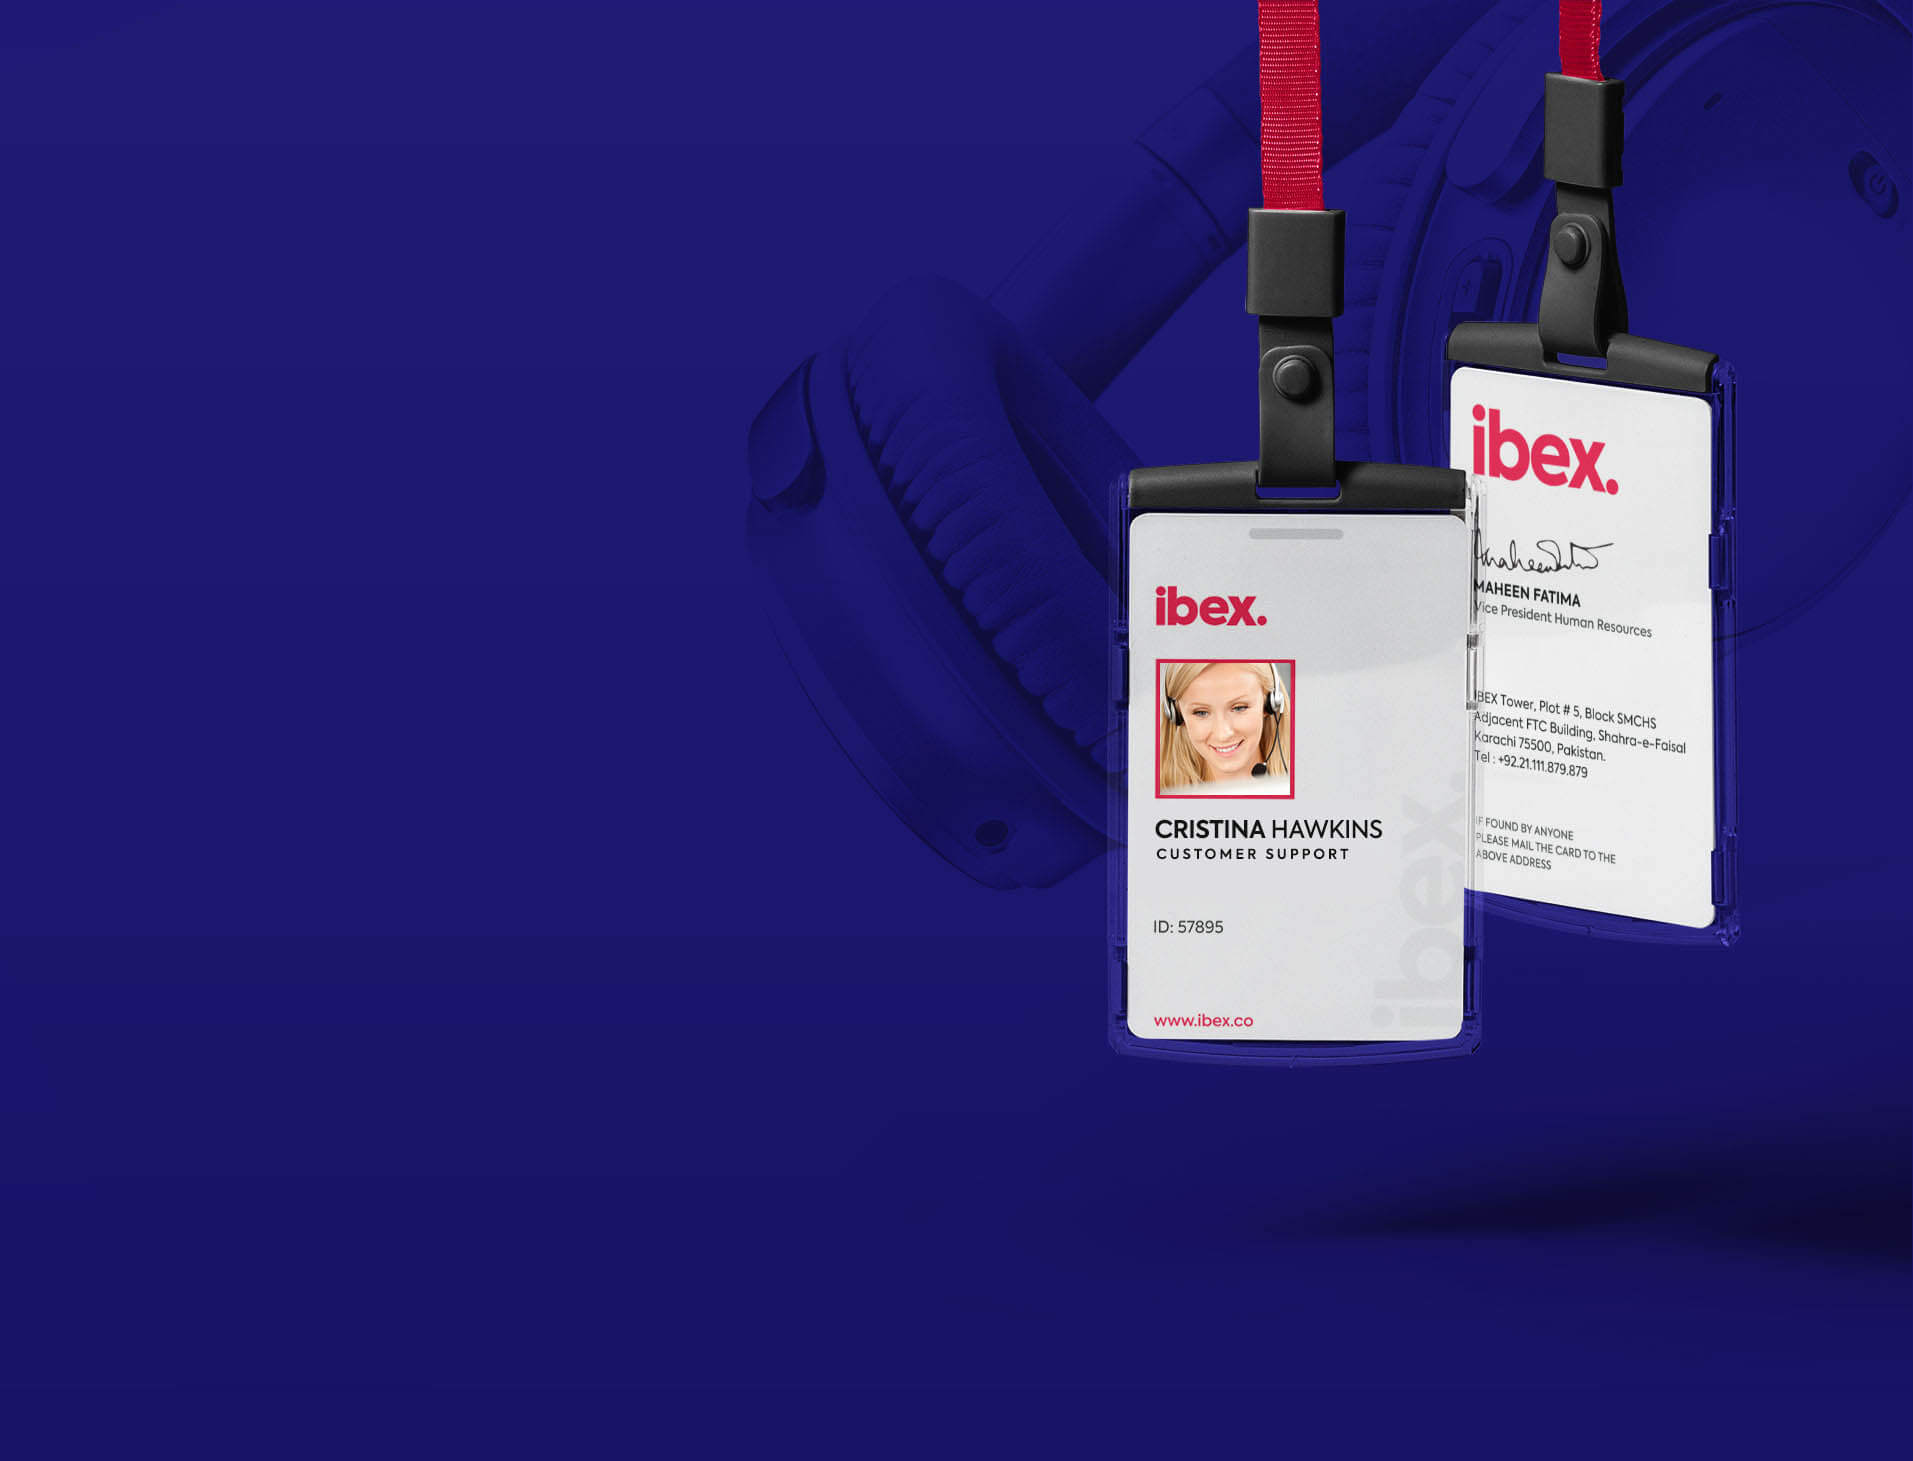 ibex.
CRISTINA HAWKINS
CUSTOMER SUPPORT
ID: 57895
www.ibex.co
ibex.
ibex.
MAHEEN FATIMA
Vice President Human Resources
IBEX Tower, Plot # 5, Block SMCHS
Adjacent FTC Building, Shahra-e-Faisal
Karachi 75500, Pakistan.
Tel : +92.21.111.879.879
IF FOUND BY ANYONE
PLEASE MAIL THE CARD TO THE
ABOVE ADDRESS